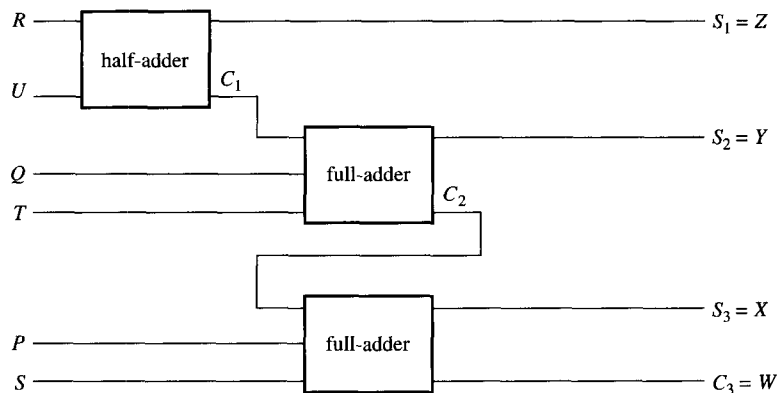 R
S₁ = Z
half-adder
U
C₁
S₂ = Y
Q
full-adder
T
C₂
S₃ = X
P
full-adder
S
C₃ = W